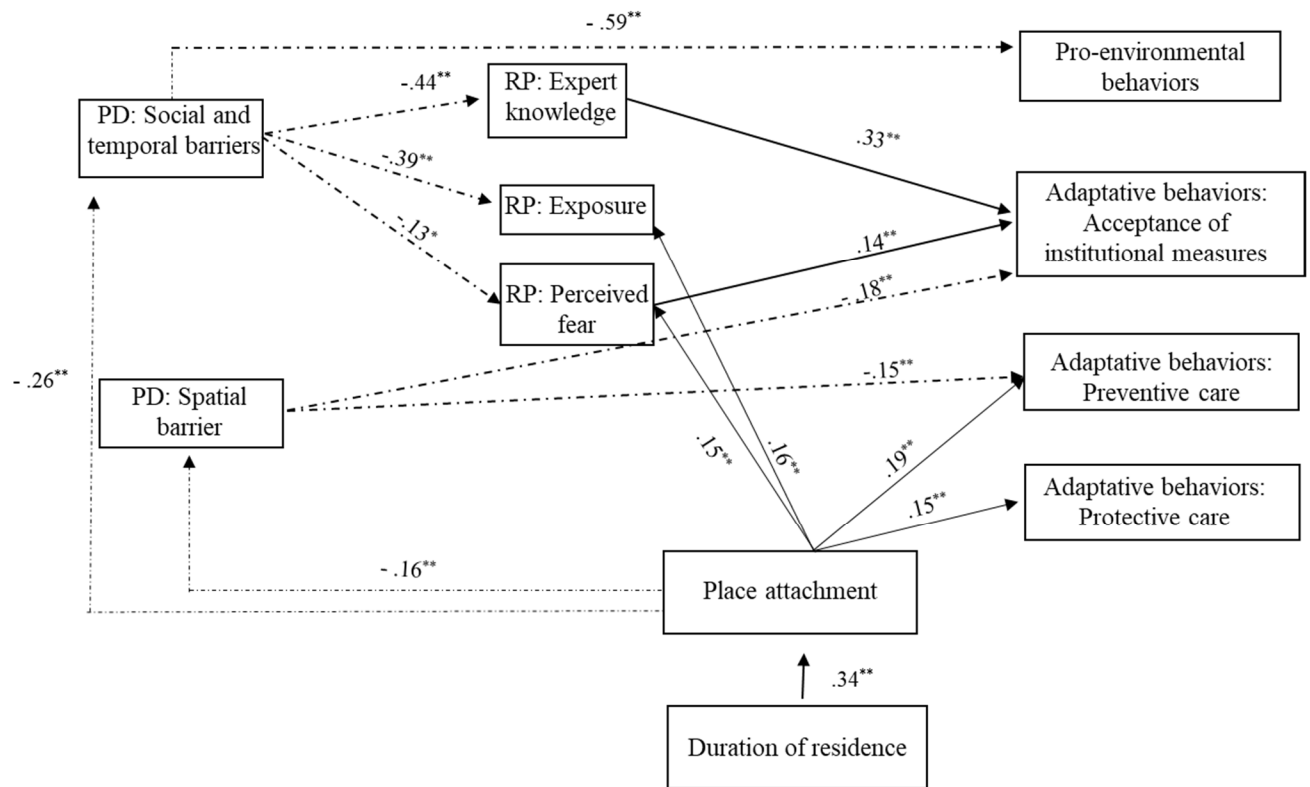 - .59**
Pro-environmental
behaviors
-.44**
RP: Expert
knowledge
PD: Social and
temporal barriers
.33**
-.39**
RP: Exposure
Adaptative behaviors:
Acceptance of
institutional measures
-.13*
.14**
RP: Perceived
fear
- .18**
- .26**
PD: Spatial
barrier
-.15**
Adaptative behaviors:
Preventive care
.15**
.16**
.19**
Adaptative behaviors:
Protective care
.15**
- .16**
Place attachment
.34**
Duration of residence